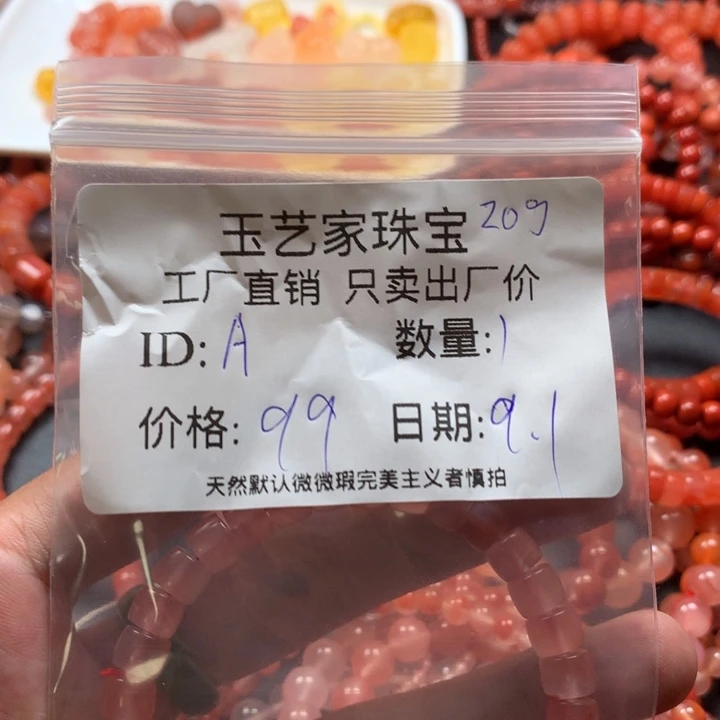 玉艺家珠宝 20g
工厂直销 只卖出厂价
ID: A 数量: 1
价格: 99 日期: 9.1
天然默认微微瑕完美主义者慎拍